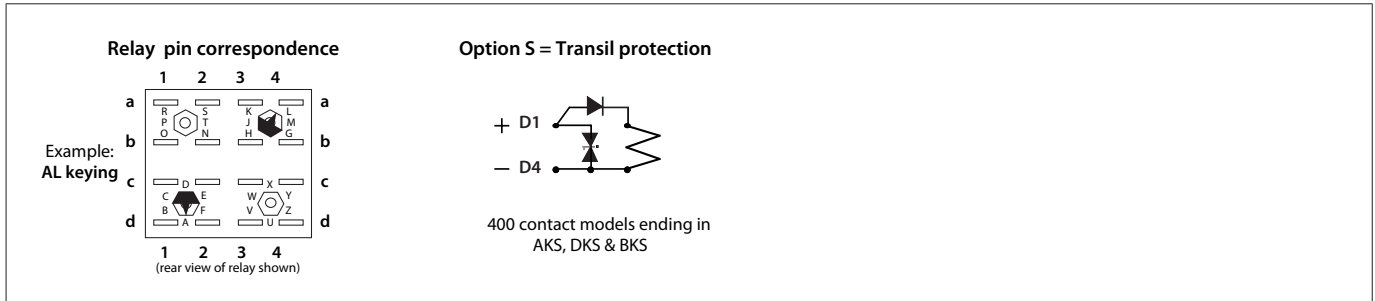 Relay pin correspondence
1 2 3 4
a a
R S K L
P T J M
O N H G
b b
Example:
AL keying
c c
D X
C E W Y
B F V Z
d A U d
1 2 3 4
(rear view of relay shown)
Option S = Transil protection
+ D1
− D4
400 contact models ending in
AKS, DKS & BKS